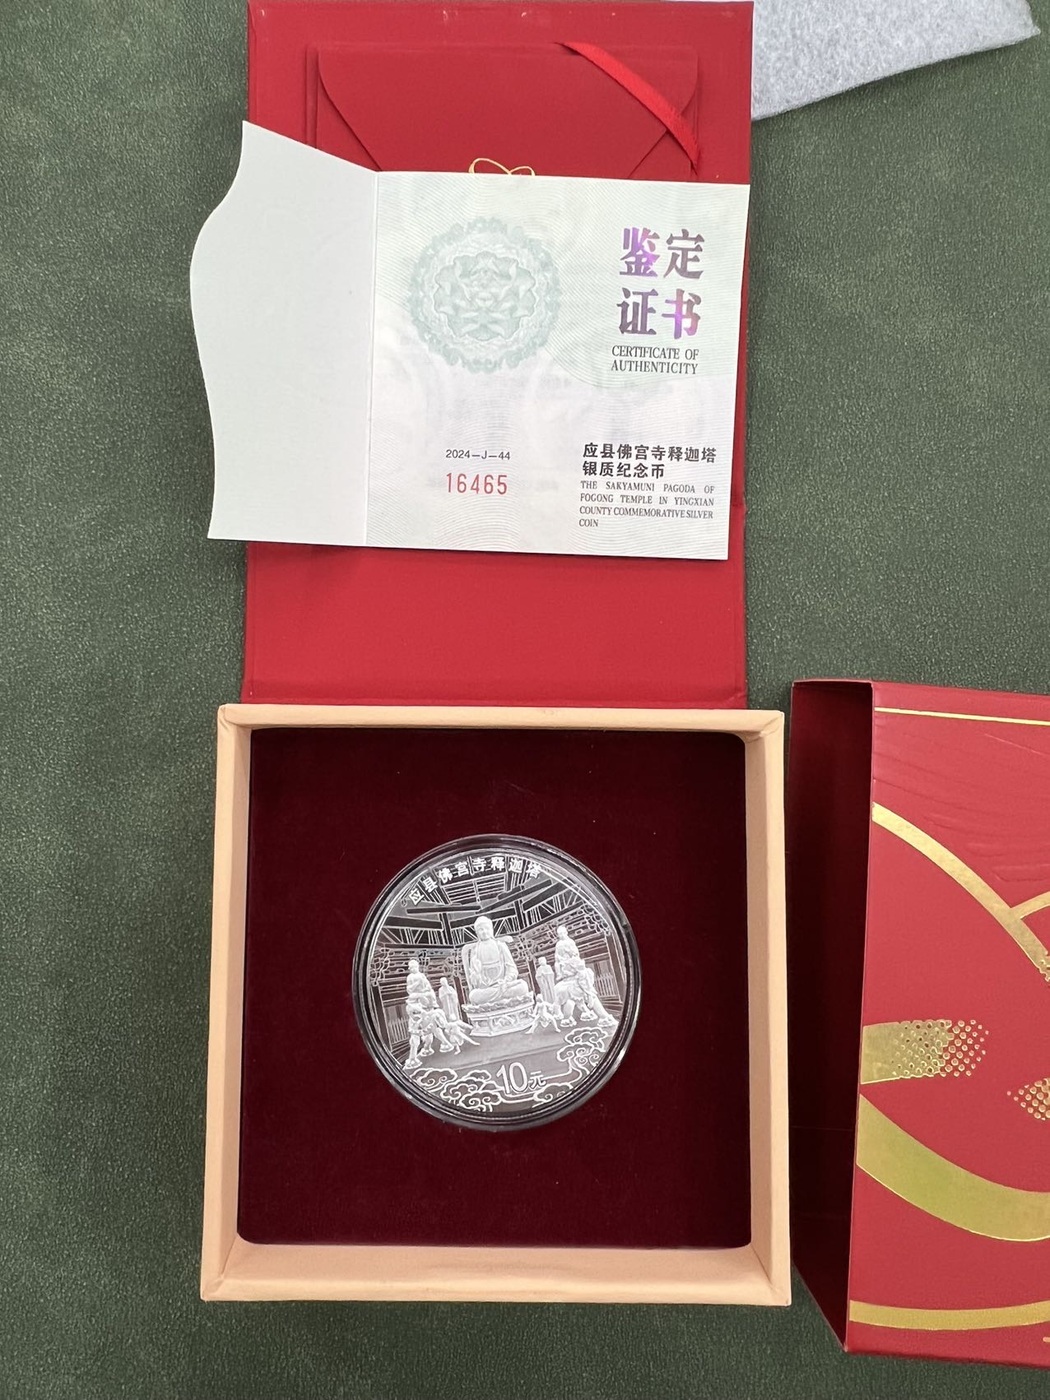 鉴定
证书
CERTIFICATE OF
AUTHENTICITY
2024-J-44
16465
应县佛宫寺释迦塔
银质纪念币
THE SAKYAMUNI PAGODA OF
FOGONG TEMPLE IN YINGXIAN
COUNTY COMMEMORATIVE SILVER
COIN
应县佛宫寺释迦塔
10元